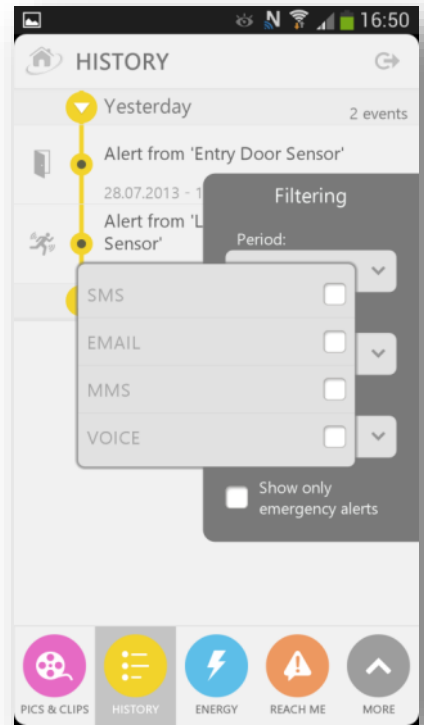 16:50
HISTORY
Yesterday
2 events
Alert from 'Entry Door Sensor'
28.07.2013 - 1
Alert from 'L
Sensor'
Filtering
Period:
SMS
EMAIL
MMS
VOICE
Show only
emergency alerts
PICS & CLIPS
HISTORY
ENERGY
REACH ME
MORE